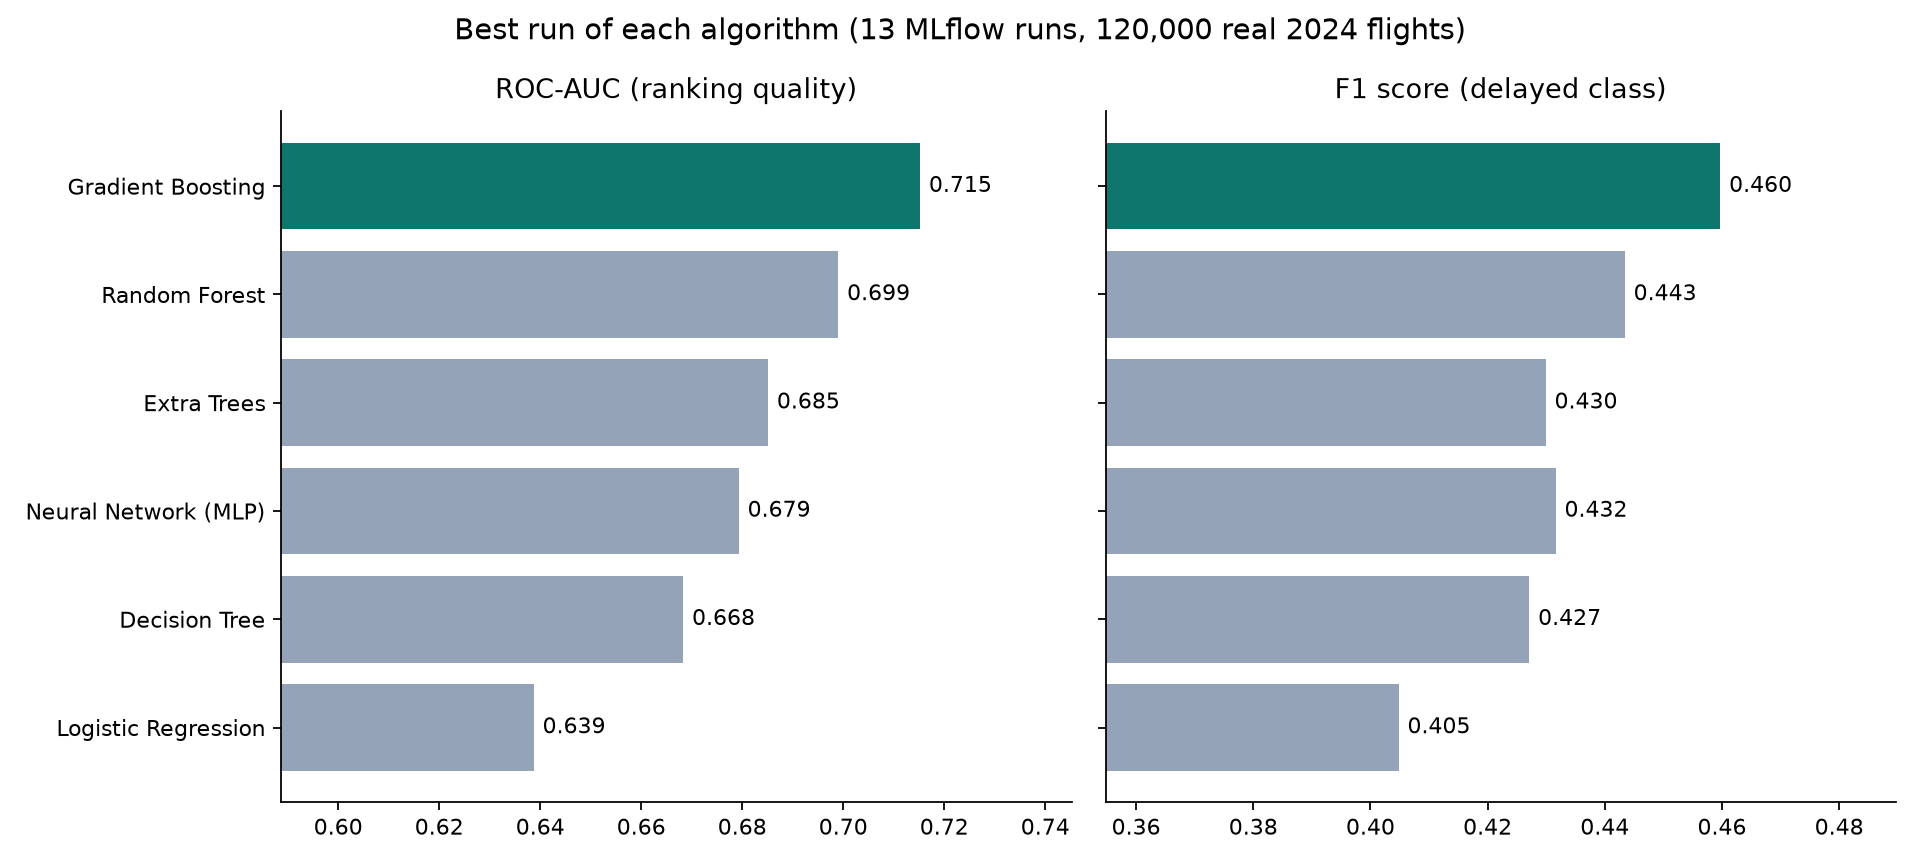 Best run of each algorithm (13 MLflow runs, 120,000 real 2024 flights)
ROC-AUC (ranking quality)
Gradient Boosting 0.715
Random Forest 0.699
Extra Trees 0.685
Neural Network (MLP) 0.679
Decision Tree 0.668
Logistic Regression 0.639
0.60 0.62 0.64 0.66 0.68 0.70 0.72 0.74
F1 score (delayed class)
0.460
0.443
0.430
0.432
0.427
0.405
0.36 0.38 0.40 0.42 0.44 0.46 0.48